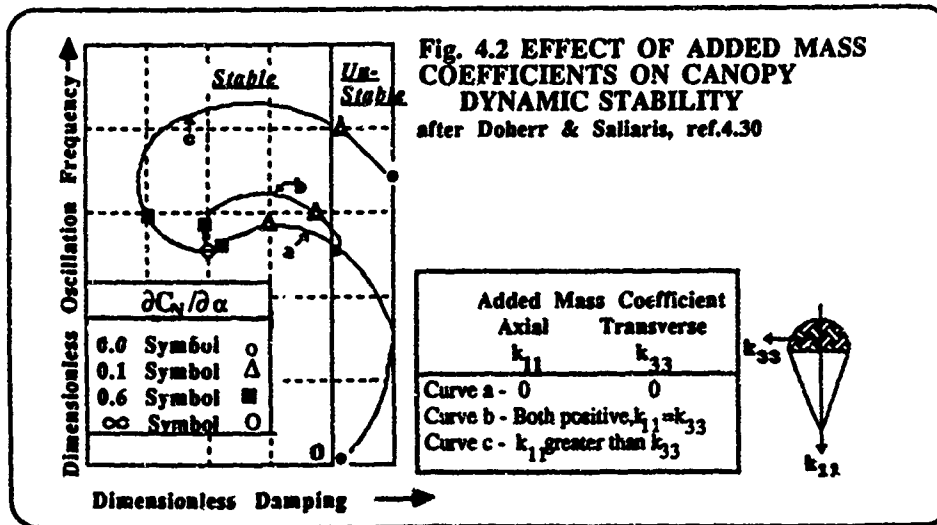 Fig. 4.2 EFFECT OF ADDED MASS
COEFFICIENTS ON CANOPY
DYNAMIC STABILITY
after Doherr & Saliaris, ref.4.30
Stable
Un-
Stable
Dimensionless Oscillation Frequency
c
b
a
∂C_N/∂α
0.0 Symbol o
0.1 Symbol Δ
0.6 Symbol ■
∞ Symbol O
0
Dimensionless Damping
Added Mass Coefficient
Axial Transverse
k11 k33
Curve a - 0 0
Curve b - Both positive, k11=k33
Curve c - k11 greater than k33
k33
k11